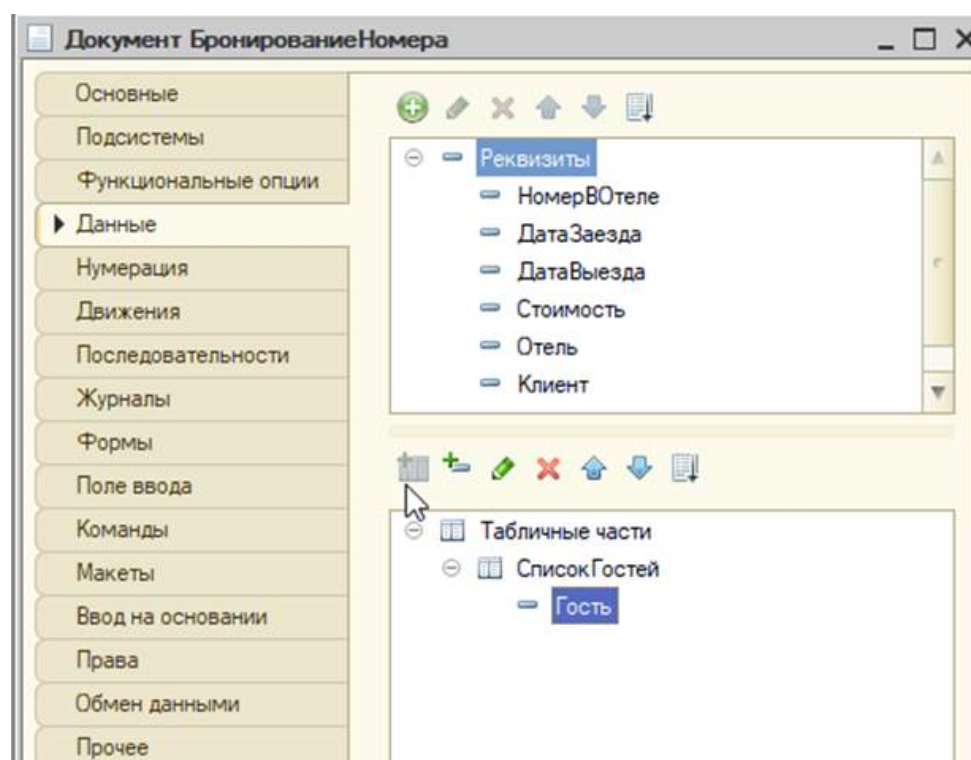 Документ БронированиеНомера
Основные
Подсистемы
Функциональные опции
Данные
Нумерация
Движения
Последовательности
Журналы
Формы
Поле ввода
Команды
Макеты
Ввод на основании
Права
Обмен данными
Прочее
Реквизиты
НомерВОтеле
ДатаЗаезда
ДатаВыезда
Стоимость
Отель
Клиент
Табличные части
СписокГостей
Гость